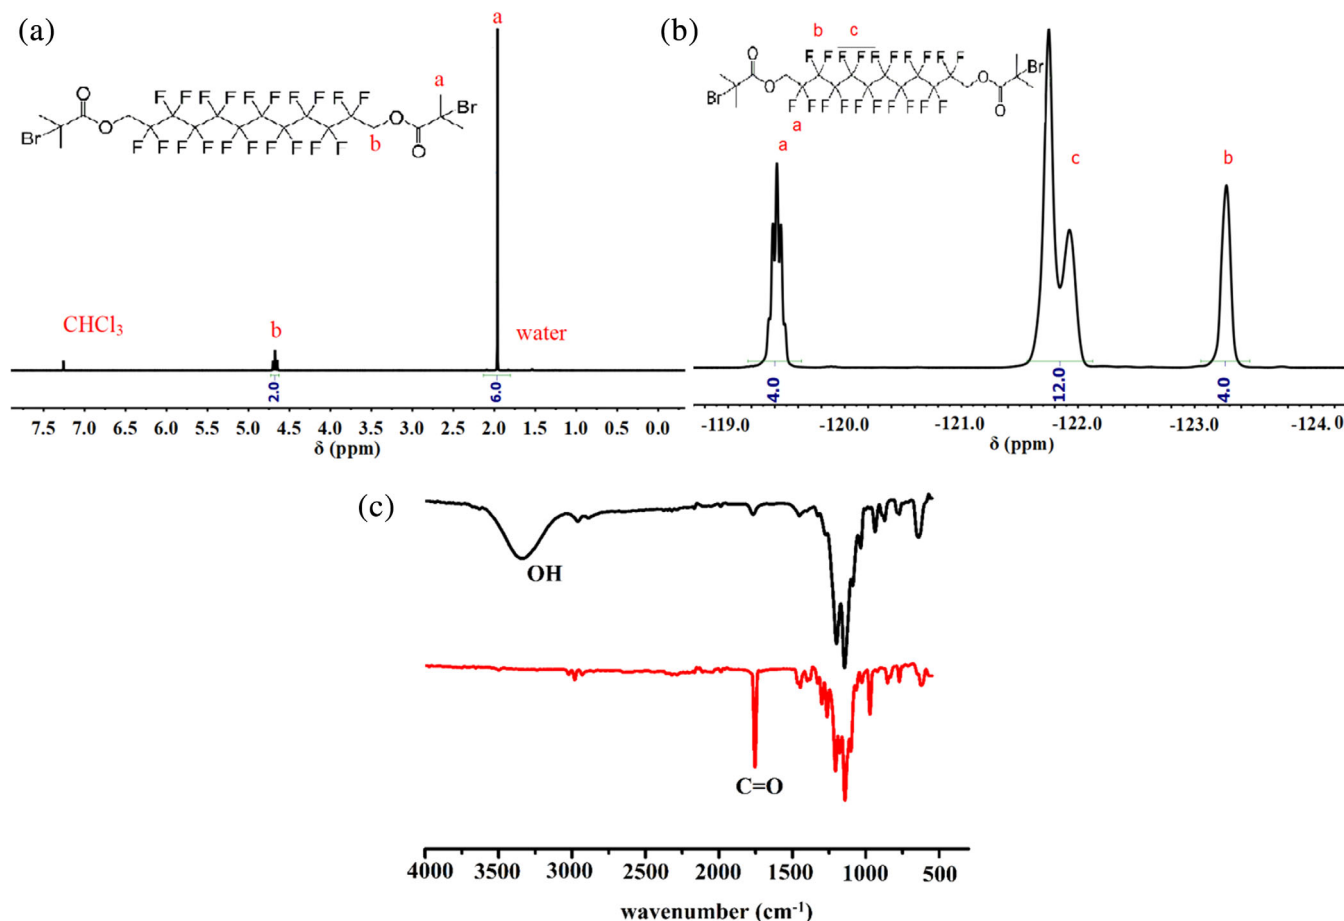 (a)
a
O
F F F F F F F F F F
a
Br
O
O
Br
F F F F F F F F F F
b
O
CHCl₃
b
water
2.0
6.0
7.5 7.0 6.5 6.0 5.5 5.0 4.5 4.0 3.5 3.0 2.5 2.0 1.5 1.0 0.5 0.0
δ (ppm)
(b)
b c
O
F F F F F F F F F F
Br
O
O
Br
F F F F F F F F F F
O
a
a
c
b
4.0
12.0
4.0
-119.0 -120.0 -121.0 -122.0 -123.0 -124.0
δ (ppm)
(c)
OH
C=O
4000 3500 3000 2500 2000 1500 1000 500
wavenumber (cm⁻¹)